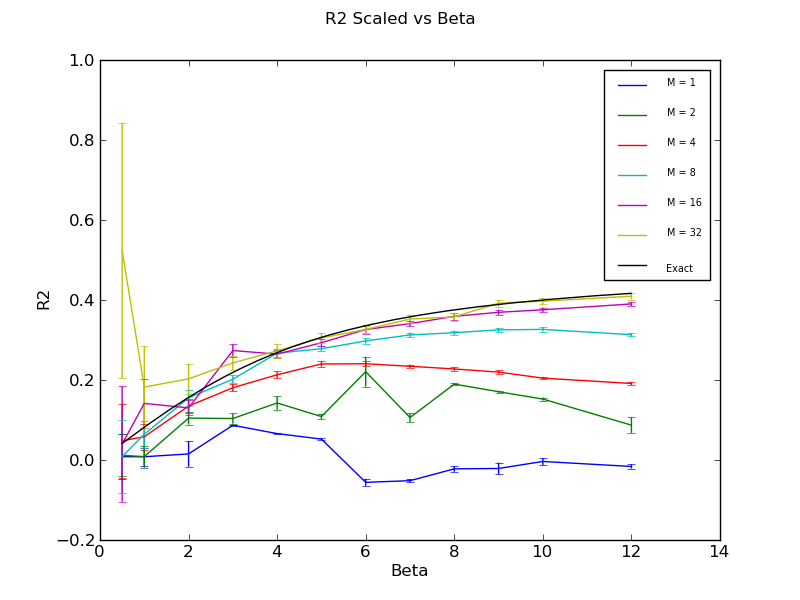 R2 Scaled vs Beta
1.0
0.8
0.6
0.4
0.2
0.0
−0.2
R2
0
2
4
6
8
10
12
14
Beta
M = 1
M = 2
M = 4
M = 8
M = 16
M = 32
Exact